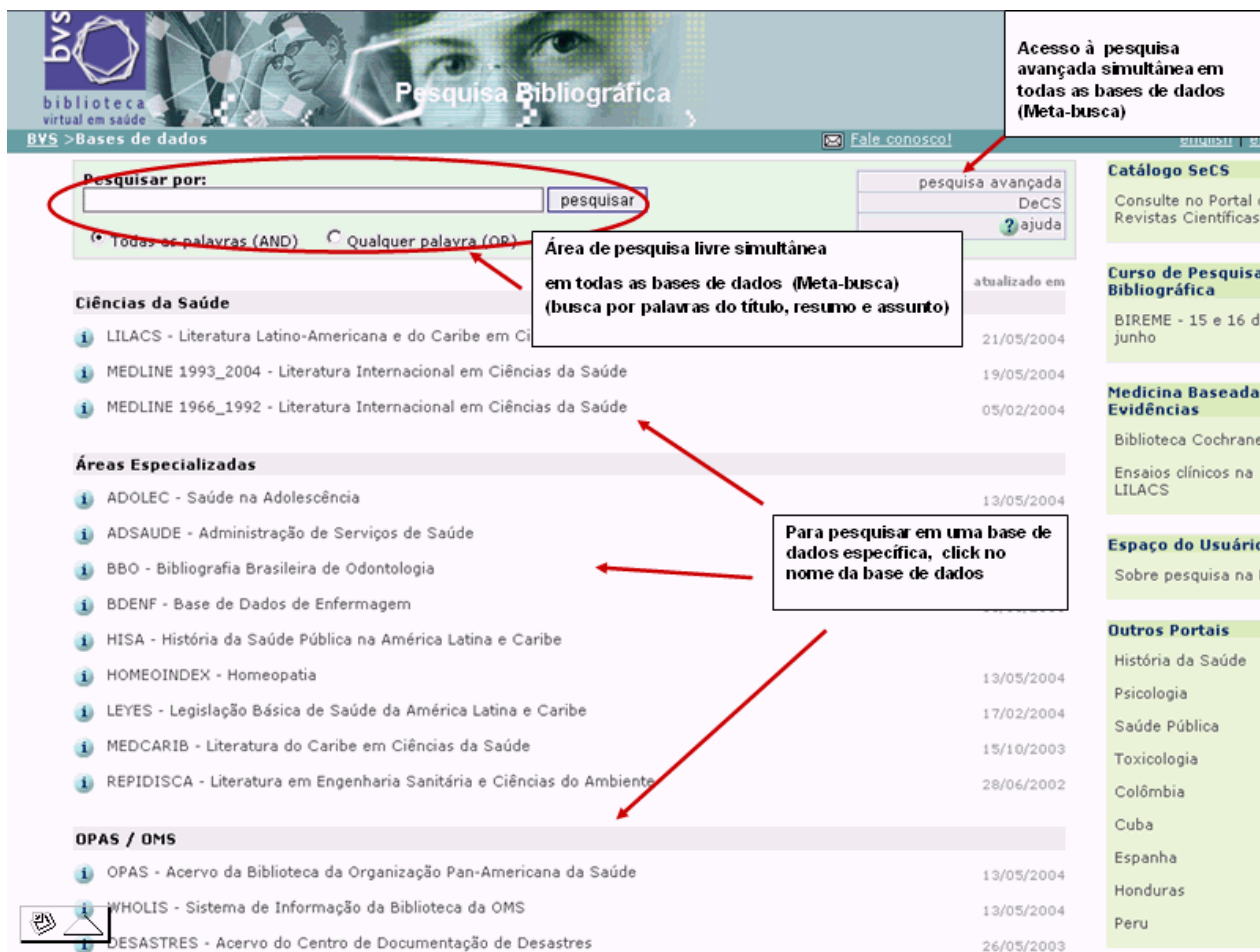 bvs
biblioteca
virtual em saúde
Pesquisa Bibliográfica
Acesso à pesquisa
avançada simultânea em
todas as bases de dados
(Meta-busca)
BVS >Bases de dados
Fale conosco!
english
Pesquisar por:
pesquisar
Todas as palavras (AND) Qualquer palavra (OR)
pesquisa avançada
DeCS
ajuda
Área de pesquisa livre simultânea
em todas as bases de dados (Meta-busca)
(busca por palavras do título, resumo e assunto)
atualizado em
Ciências da Saúde
LILACS - Literatura Latino-Americana e do Caribe em 21/05/2004
MEDLINE 1993_2004 - Literatura Internacional em Ciências da Saúde 19/05/2004
MEDLINE 1966_1992 - Literatura Internacional em Ciências da Saúde 05/02/2004
Áreas Especializadas
ADOLEC - Saúde na Adolescência 13/05/2004
ADSAUDE - Administração de Serviços de Saúde
BBO - Bibliografia Brasileira de Odontologia
BDENF - Base de Dados de Enfermagem
HISA - História da Saúde Pública na América Latina e Caribe
HOMEOINDEX - Homeopatia 13/05/2004
LEYES - Legislação Básica de Saúde da América Latina e Caribe 17/02/2004
MEDCARIB - Literatura do Caribe em Ciências da Saúde 15/10/2003
REPIDISCA - Literatura em Engenharia Sanitária e Ciências do Ambiente 28/06/2002
Para pesquisar em uma base de
dados específica, click no
nome da base de dados
OPAS / OMS
OPAS - Acervo da Biblioteca da Organização Pan-Americana da Saúde 13/05/2004
WHOLIS - Sistema de Informação da Biblioteca da OMS 13/05/2004
DESASTRES - Acervo do Centro de Documentação de Desastres 26/05/2003
Catálogo SeCS
Consulte no Portal
Revistas Científicas
Curso de Pesquisa
Bibliográfica
BIREME - 15 e 16
junho
Medicina Baseada
Evidências
Biblioteca Cochrane
Ensaios clínicos na
LILACS
Espaço do Usuário
Sobre pesquisa na
Outros Portais
História da Saúde
Psicologia
Saúde Pública
Toxicologia
Colômbia
Cuba
Espanha
Honduras
Peru